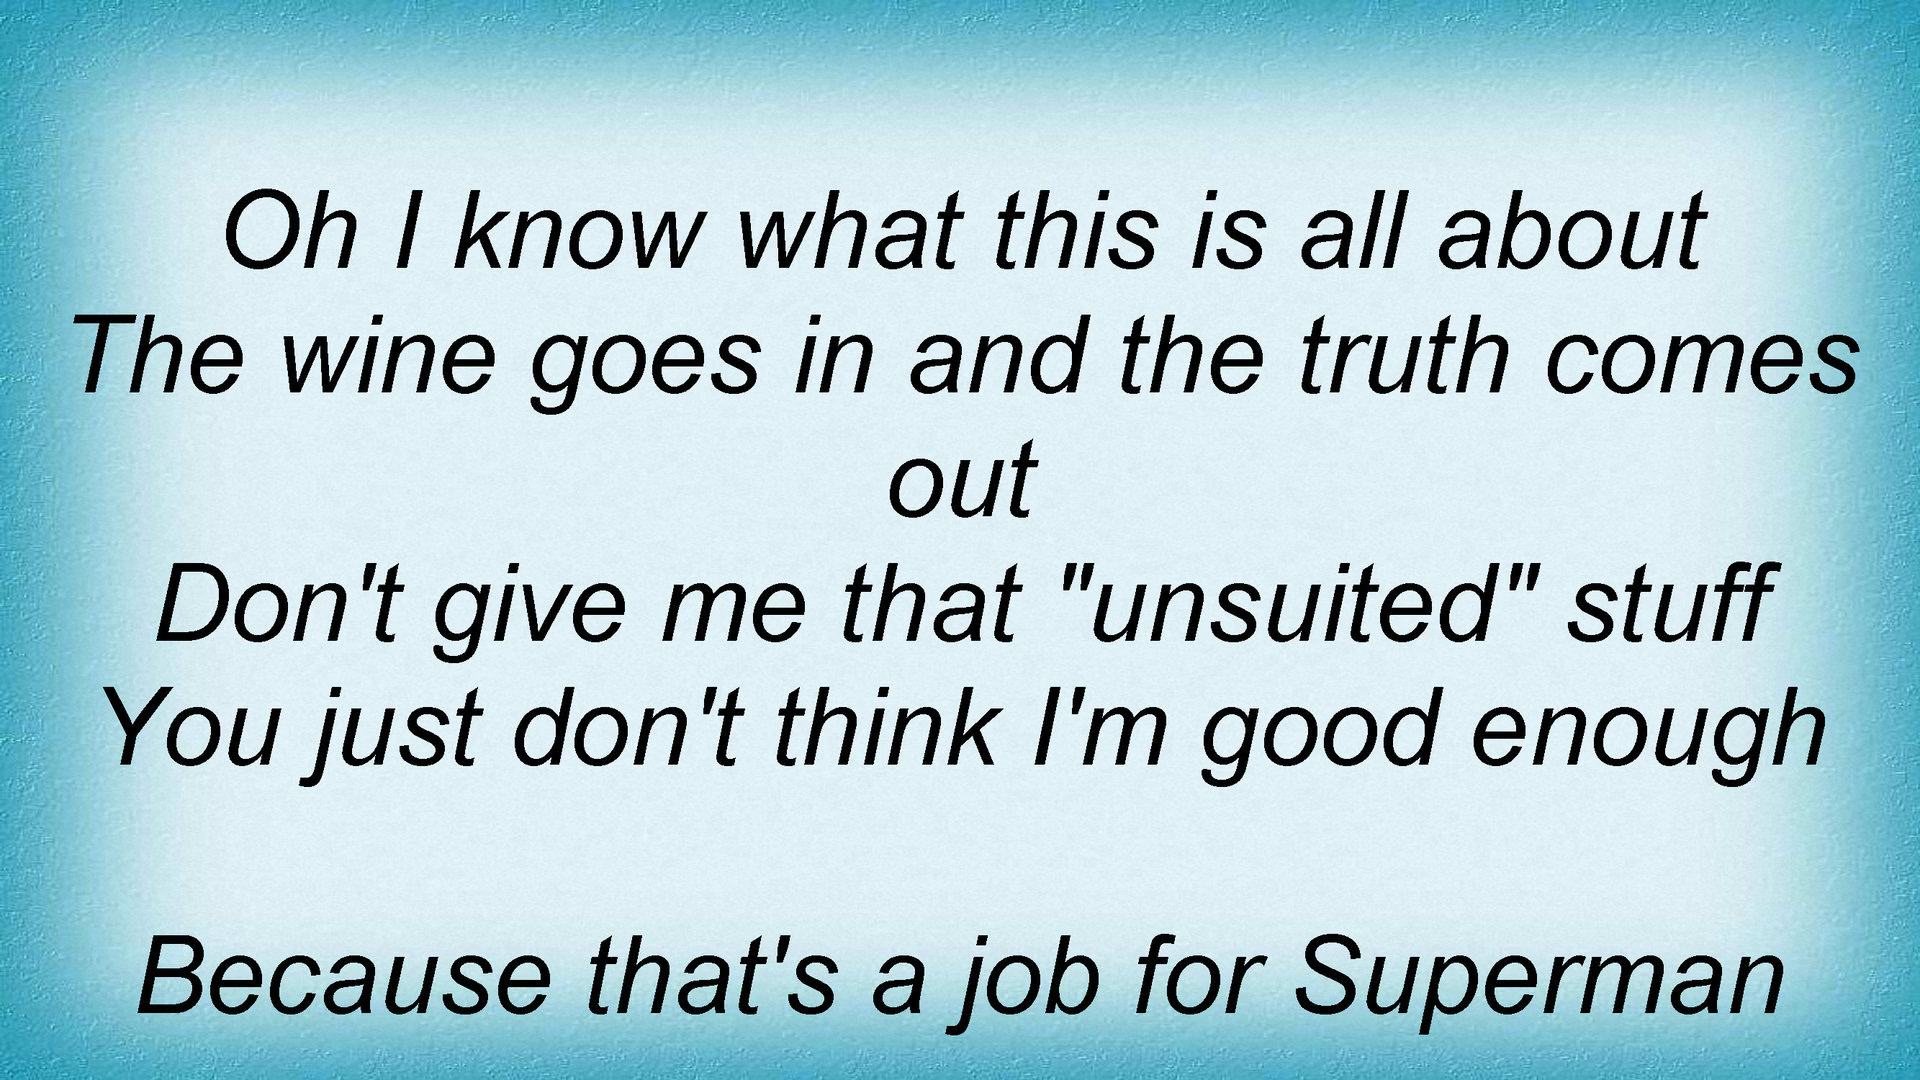 Oh I know what this is all about
The wine goes in and the truth comes
out
Don't give me that "unsuited" stuff
You just don't think I'm good enough
Because that's a job for Superman